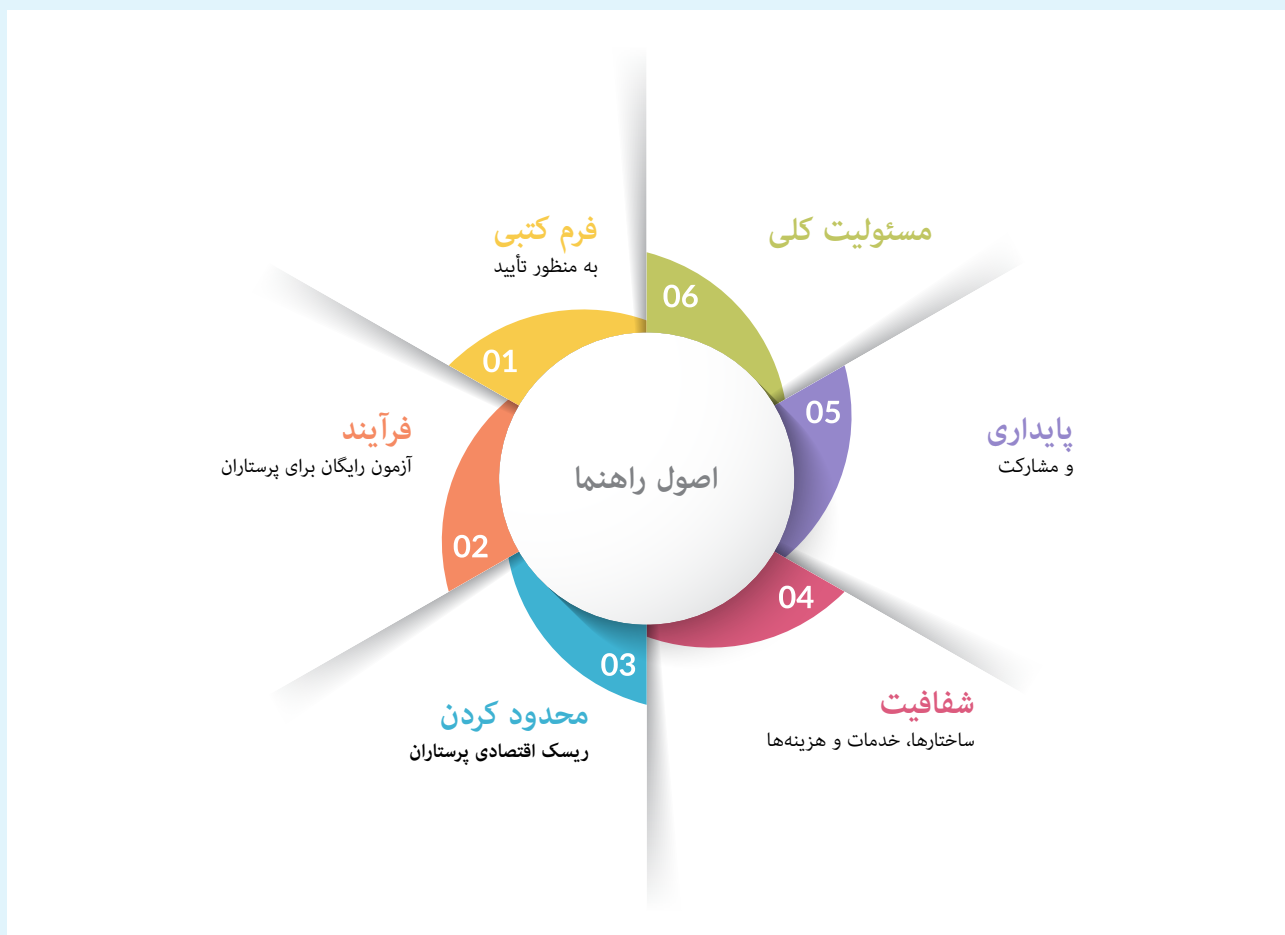 اصول راهنما
01
فرم کتبی
به منظور تأیید
02
فرآیند
آزمون رایگان برای پرستاران
03
محدود کردن
ریسک اقتصادی پرستاران
04
شفافیت
ساختارها، خدمات و هزینه‌ها
05
پایداری
و مشارکت
06
مسئولیت کلی